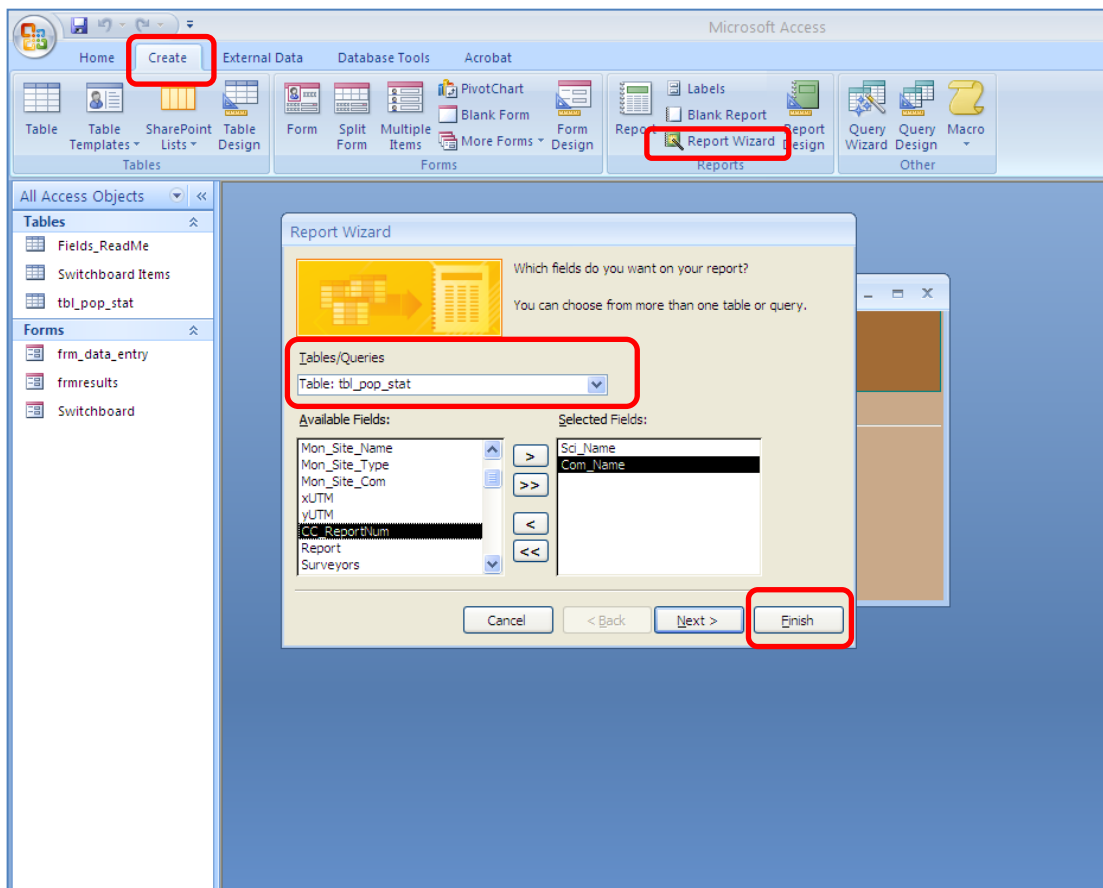 Microsoft Access
Home Create External Data Database Tools Acrobat
Table
Table Templates
SharePoint Lists
Table Design
Tables
Form
Split Form
Multiple Items
PivotChart
Blank Form
More Forms
Form Design
Forms
Report
Labels
Blank Report
Report Wizard
Report Design
Reports
Query Wizard
Query Design
Macro
Other
All Access Objects
Tables
Fields_ReadMe
Switchboard Items
tbl_pop_stat
Forms
frm_data_entry
frmresults
Switchboard
Report Wizard
Which fields do you want on your report?
You can choose from more than one table or query.
Tables/Queries
Table: tbl_pop_stat
Available Fields:
Mon_Site_Name
Mon_Site_Type
Mon_Site_Com
xUTM
yUTM
CC_ReportNum
Report
Surveyors
>
>>
<
<<
Selected Fields:
Sci_Name
Com_Name
Cancel < Back Next > Finish